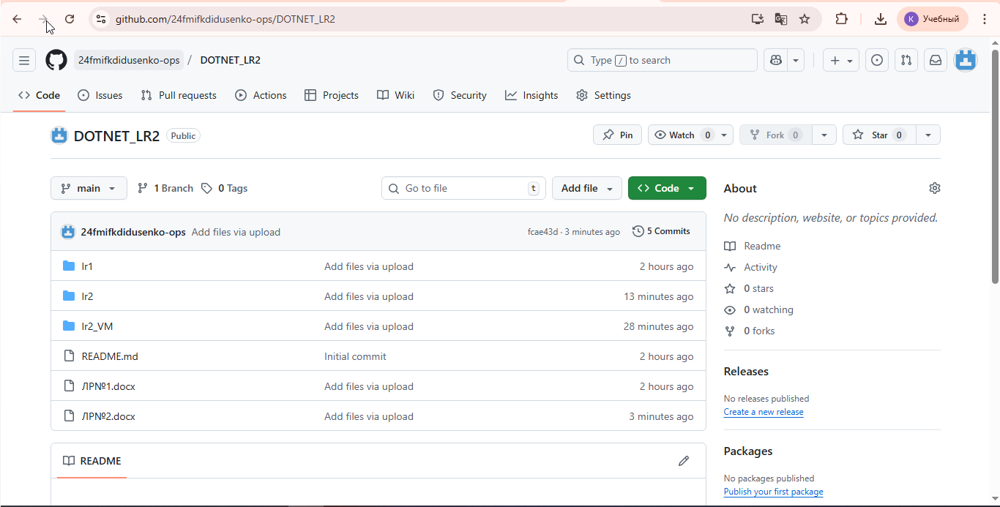 github.com/24fmifkdidusenko-ops/DOTNET_LR2
К Учебный
24fmifkdidusenko-ops / DOTNET_LR2
Type / to search
Code Issues Pull requests Actions Projects Wiki Security Insights Settings
DOTNET_LR2 Public
Pin Watch 0 Fork 0 Star 0
main 1 Branch 0 Tags Go to file t Add file Code
24fmifkdidusenko-ops Add files via upload fcae43d · 3 minutes ago 5 Commits
lr1 Add files via upload 2 hours ago
lr2 Add files via upload 13 minutes ago
lr2_VM Add files via upload 28 minutes ago
README.md Initial commit 2 hours ago
ЛР№1.docx Add files via upload 2 hours ago
ЛР№2.docx Add files via upload 3 minutes ago
README
About
No description, website, or topics provided.
Readme
Activity
0 stars
0 watching
0 forks
Releases
No releases published
Create a new release
Packages
No packages published
Publish your first package